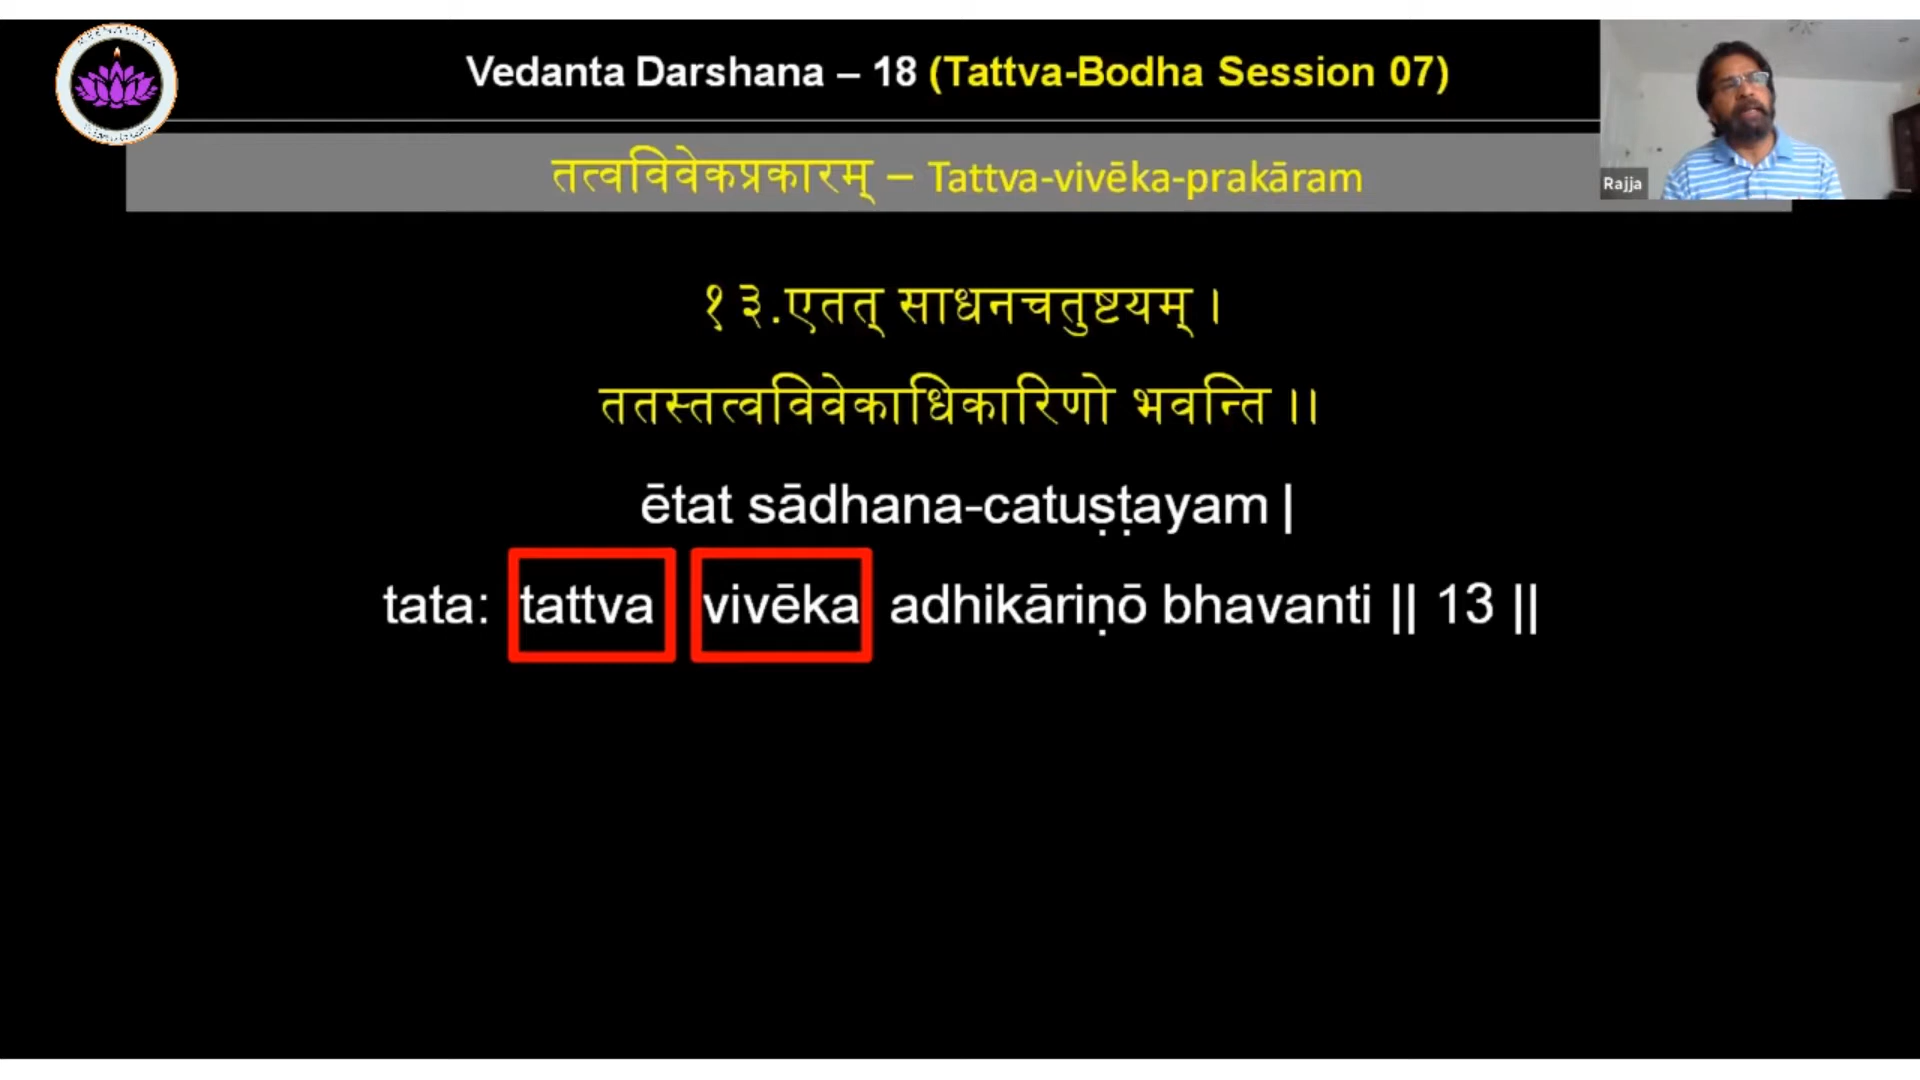 Vedanta Darshana – 18 (Tattva-Bodha Session 07)
Rajja
तत्वविवेकप्रकारम् – Tattva-vivēka-prakāram
१३.एतत् साधनचतुष्टयम् ।
ततस्तत्वविवेकाधिकारिणो भवन्ति ।।
ētat sādhana-catuṣṭayam |
tata: tattva vivēka adhikāriṇō bhavanti || 13 ||